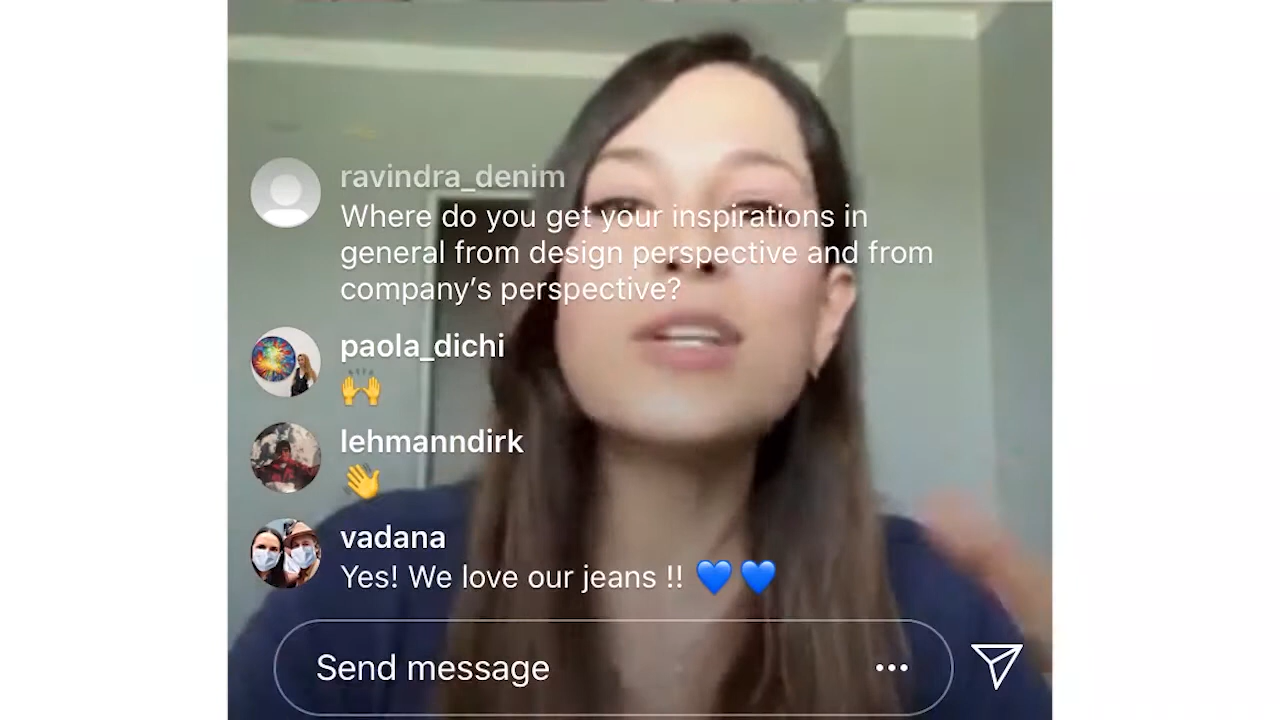 ravindra_denim
Where do you get your inspirations in
general from design perspective and from
company’s perspective?
paola_dichi
🙌
lehmanndirk
👋
vadana
Yes! We love our jeans !! 💙💙
Send message